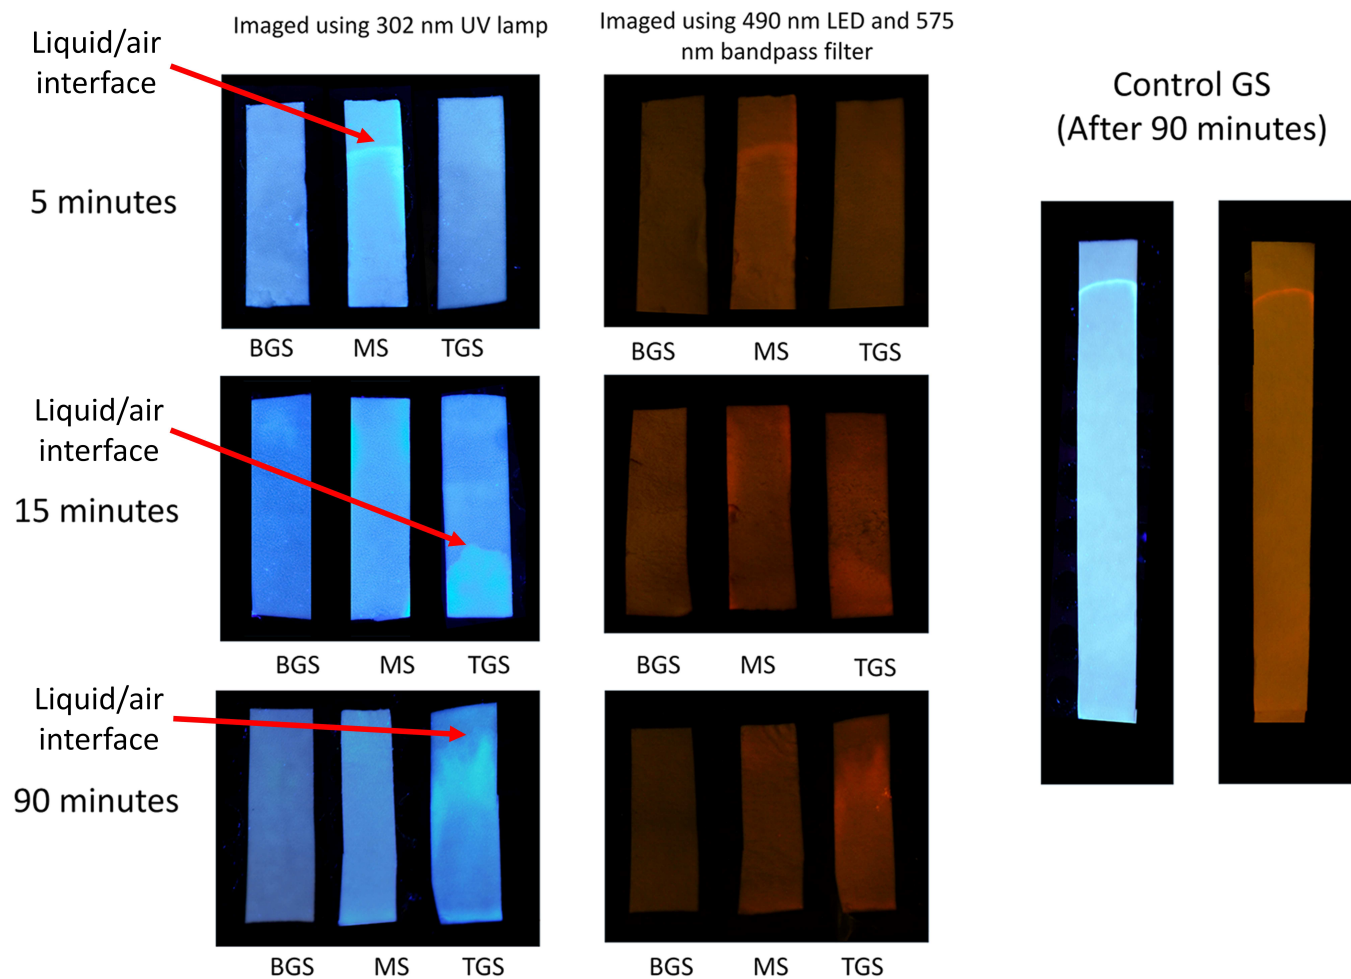 Imaged using 302 nm UV lamp
Imaged using 490 nm LED and 575
nm bandpass filter
Liquid/air
interface
5 minutes
BGS MS TGS
BGS MS TGS
Control GS
(After 90 minutes)
Liquid/air
interface
15 minutes
BGS MS TGS
BGS MS TGS
Liquid/air
interface
90 minutes
BGS MS TGS
BGS MS TGS